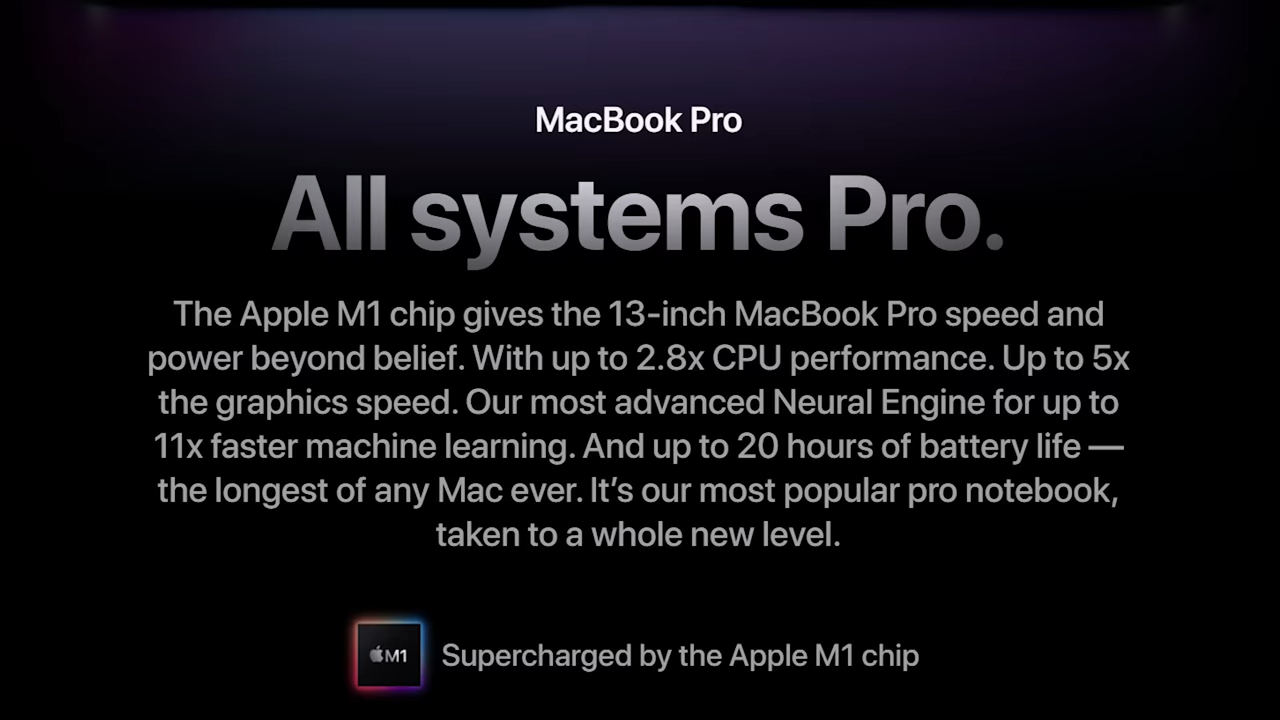 MacBook Pro
All systems Pro.
The Apple M1 chip gives the 13-inch MacBook Pro speed and
power beyond belief. With up to 2.8x CPU performance. Up to 5x
the graphics speed. Our most advanced Neural Engine for up to
11x faster machine learning. And up to 20 hours of battery life —
the longest of any Mac ever. It’s our most popular pro notebook,
taken to a whole new level.
M1
Supercharged by the Apple M1 chip